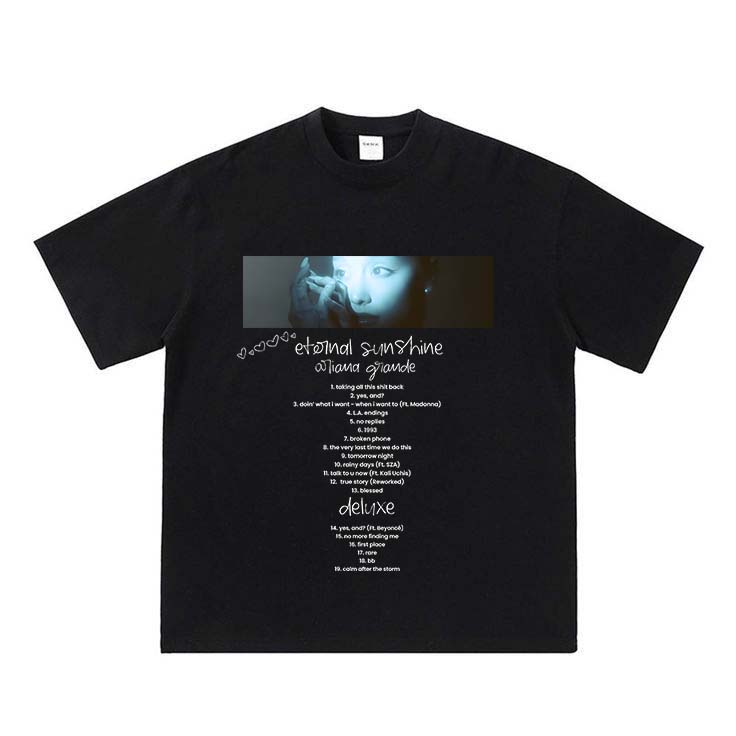 eternal sunshine
ariana grande
1. taking all this shit back
2. yes, and?
3. doin' what i want - when i want to (Ft. Madonna)
4. L.A. endings
5. no replies
6. 1993
7. broken phone
8. the very last time we do this
9. tomorrow night
10. rainy days (Ft. SZA)
11. talk to u now (Ft. Kali Uchis)
12. true story (Reworked)
13. blessed
deluxe
14. yes, and? (Ft. Beyoncé)
15. no more finding me
16. first place
17. rare
18. bb
19. calm after the storm